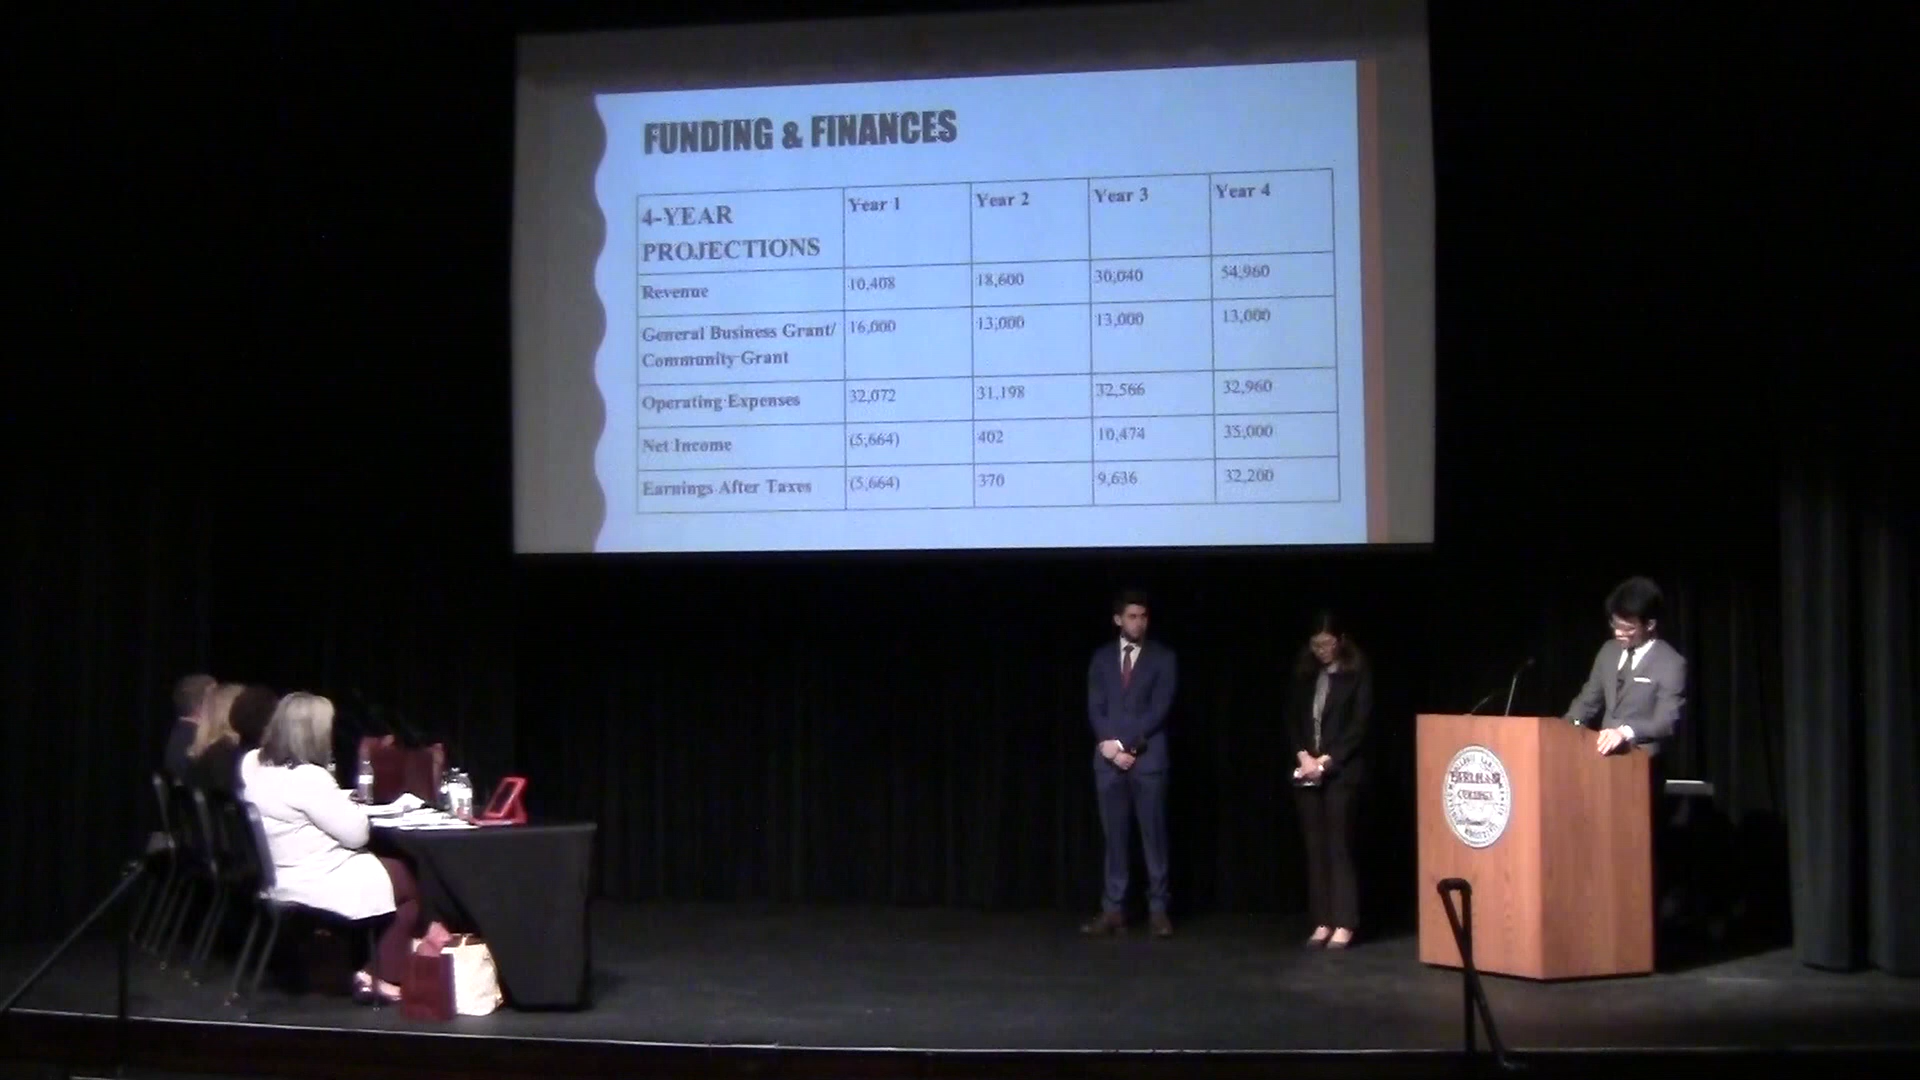 FUNDING & FINANCES
4-YEAR PROJECTIONS Year 1 Year 2 Year 3 Year 4
Revenue 10,408 18,600 30,040 54,960
General Business Grant/ Community Grant 16,000 13,000 13,000 13,000
Operating Expenses 32,072 31,198 32,566 32,960
Net Income (5,664) 402 10,474 35,000
Earnings After Taxes (5,664) 370 9,636 32,200
EARLHAM
COLLEGE